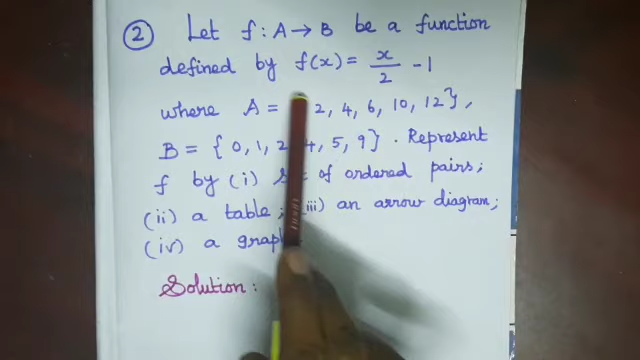 ② Let f : A → B be a function
defined by f(x) = x/2 - 1
where A = 2, 4, 6, 10, 12},
B = { 0, 1, 2 4, 5, 9}. Represent
f by (i) of ordered pairs;
(ii) a table; iii) an arrow diagram;
(iv) a graph
Solution: